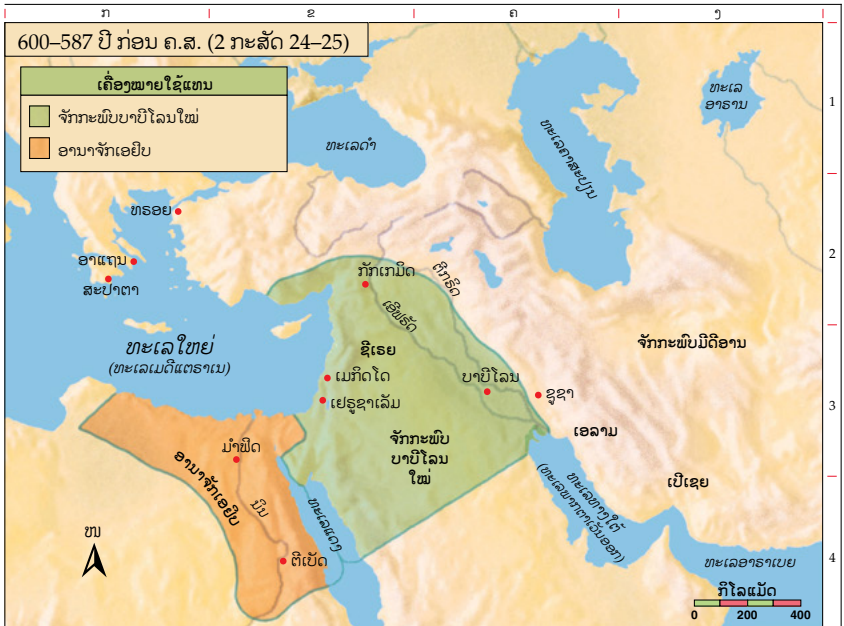 ກ ຂ ຄ ງ
600–587 ປີ ກ່ອນ ຄ.ສ. (2 ກະສັດ 24–25)
ເຄື່ອງໝາຍໃຊ້ແທນ
ຈັກກະພົບບາບີໂລນໃໝ່
ອານາຈັກເອຢິບ
ທະເລ
ອາຣານ
1
ທະເລດຳ
ທະເລຄາສະປຽນ
ທຣອຍ
ອາແຖນ
ສະປາຕາ
2
ກັກເກມິດ
ຕິກຣິດ
ເອີຟຣັດ
ທະເລໃຫຍ່
(ທະເລເມດີແຕຣາເນ)
ຊີເຣຍ
ຈັກກະພົບມີດີອານ
ເມກິດໂດ
ບາບີໂລນ
ຊູຊາ
ເຢຣູຊາເລັມ
3
ເອລາມ
ມຳຟິດ
ຈັກກະພົບ
ບາບີໂລນ
ໃໝ່
ອານາຈັກເອຢິບ
ນິນ
ທະເລແດງ
ທະເລທາງໃຕ້
(ທະເລພາກຕາເວັນອອກ)
ເປີເຊຍ
ໜ
ຕີເບັດ
ທະເລອາຣາເບຍ
4
ກິໂລແມັດ
0 200 400